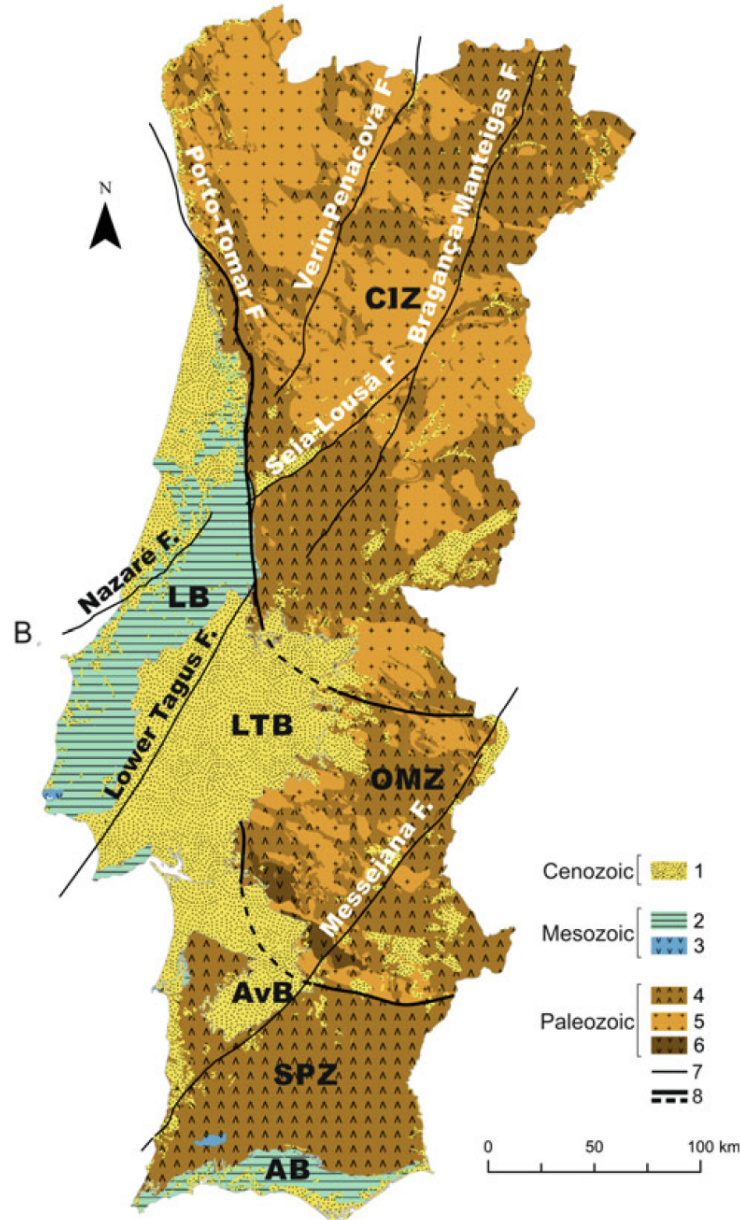 N
Porto-Tomar F
Verín-Penacova F
Bragança-Manteigas F
CIZ
Seia-Lousã F
Nazaré F.
LB
B
Lower Tagus F.
LTB
OMZ
Messejana F.
AvB
SPZ
AB
Cenozoic 1
Mesozoic 2
3
Paleozoic 4
5
6
7
8
0 50 100 km